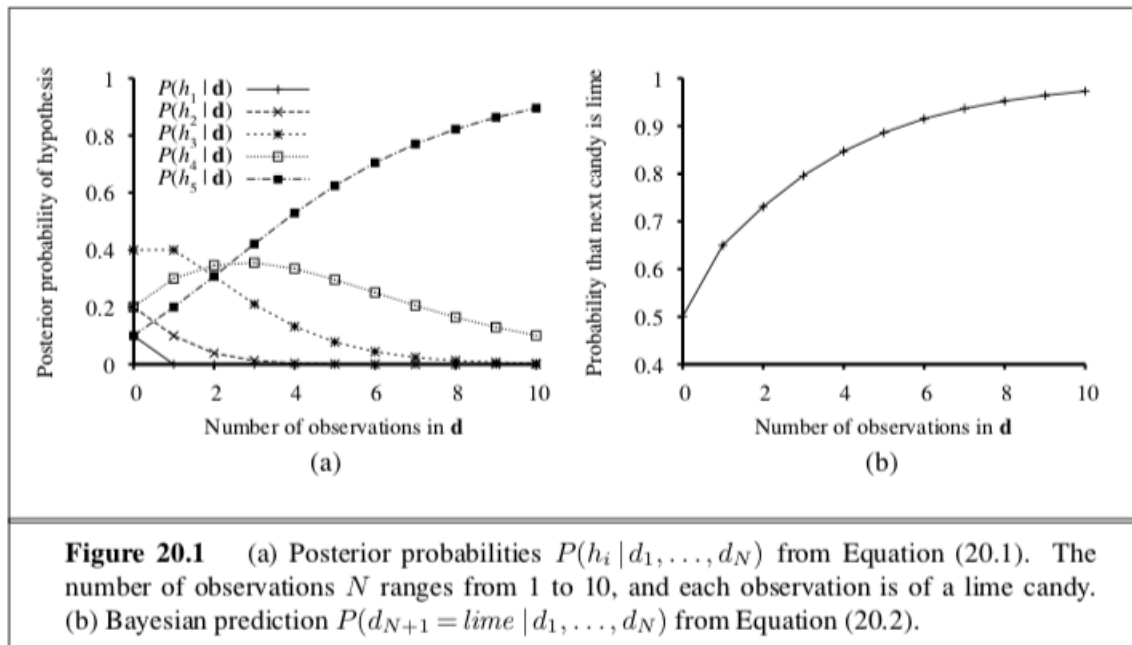 Posterior probability of hypothesis
1
0.8
0.6
0.4
0.2
0
P(h1 | d)
P(h2 | d)
P(h3 | d)
P(h4 | d)
P(h5 | d)
0 2 4 6 8 10
Number of observations in d
(a)
Probability that next candy is lime
1
0.9
0.8
0.7
0.6
0.5
0.4
0 2 4 6 8 10
Number of observations in d
(b)
Figure 20.1 (a) Posterior probabilities P(hi | d1, . . . , dN) from Equation (20.1). The
number of observations N ranges from 1 to 10, and each observation is of a lime candy.
(b) Bayesian prediction P(dN+1 = lime | d1, . . . , dN) from Equation (20.2).